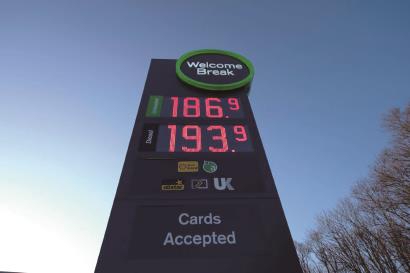 Welcome
Break
186.9
Diesel 193.9
UK
Cards
Accepted